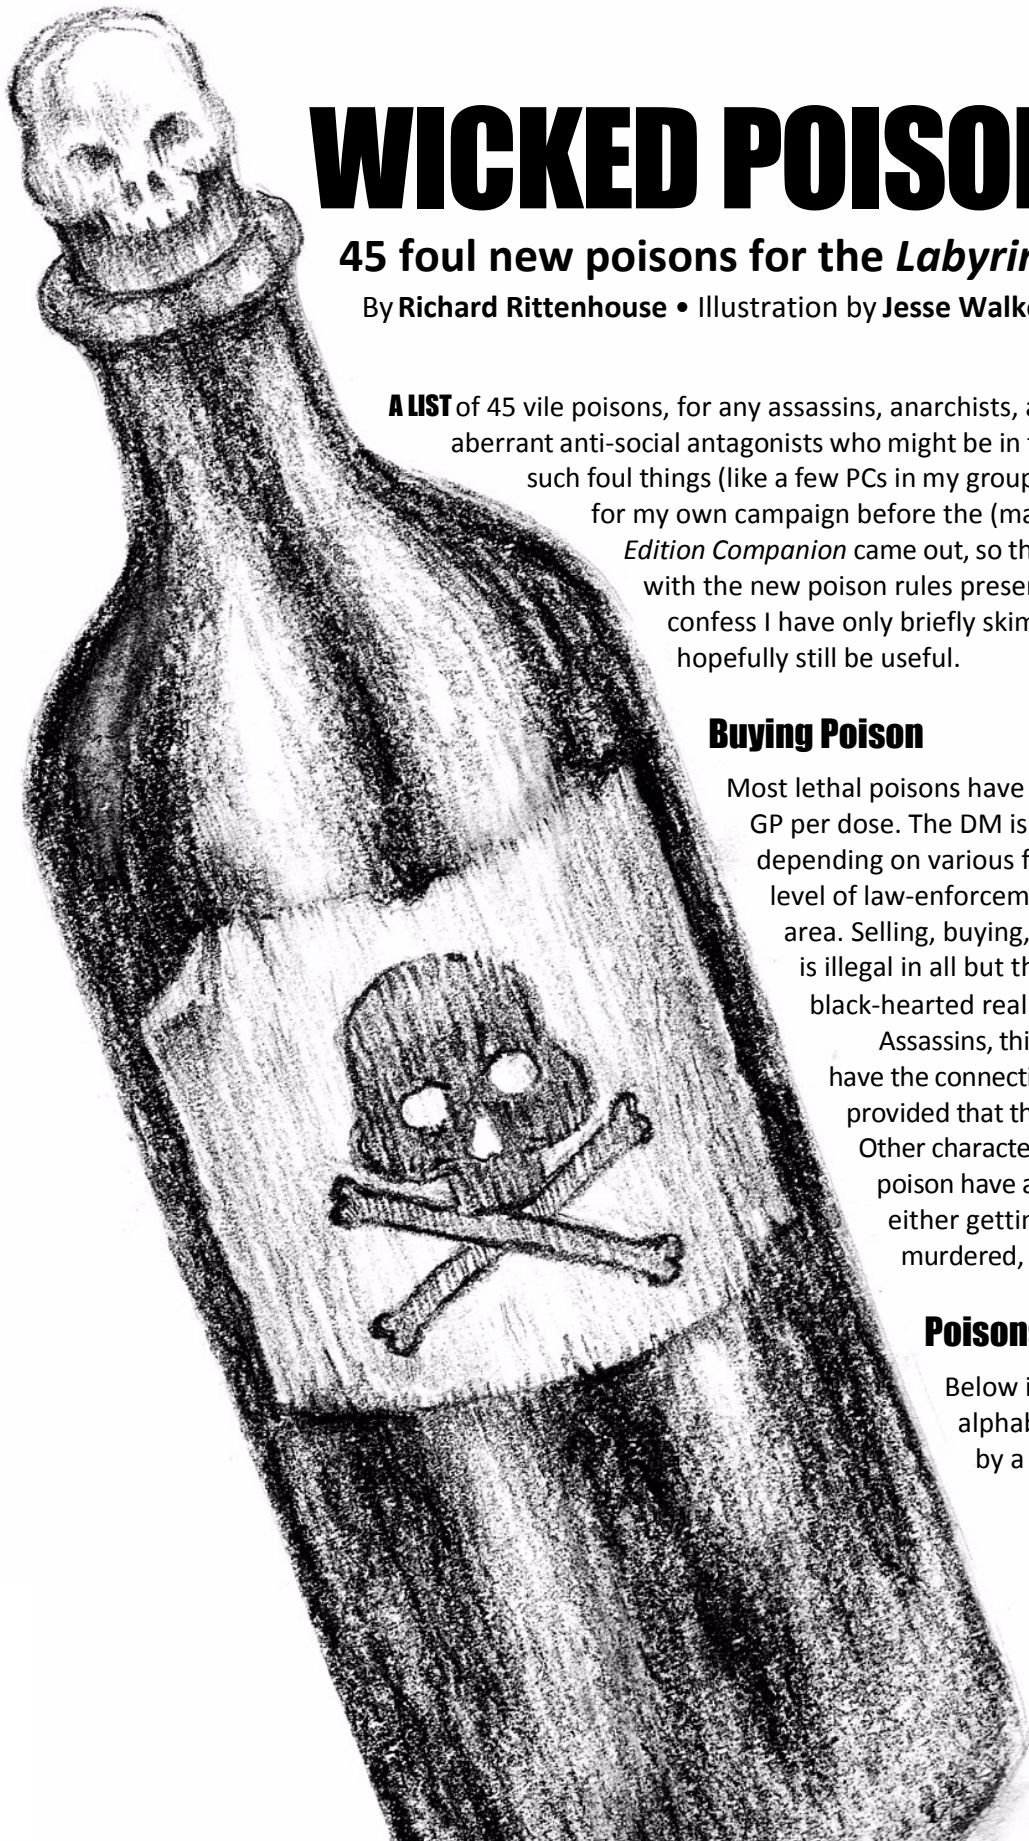 WICKED POISO
45 foul new poisons for the Labyri
By Richard Rittenhouse • Illustration by Jesse Walk
A LIST of 45 vile poisons, for any assassins, anarchists,
aberrant anti-social antagonists who might be in
such foul things (like a few PCs in my group
for my own campaign before the (ma
Edition Companion came out, so th
with the new poison rules presen
confess I have only briefly skim
hopefully still be useful.
Buying Poison
Most lethal poisons have
GP per dose. The DM is
depending on various f
level of law-enforcem
area. Selling, buying,
is illegal in all but th
black-hearted real
Assassins, thi
have the connecti
provided that th
Other characte
poison have a
either gettin
murdered,
Poison
Below i
alphab
by a